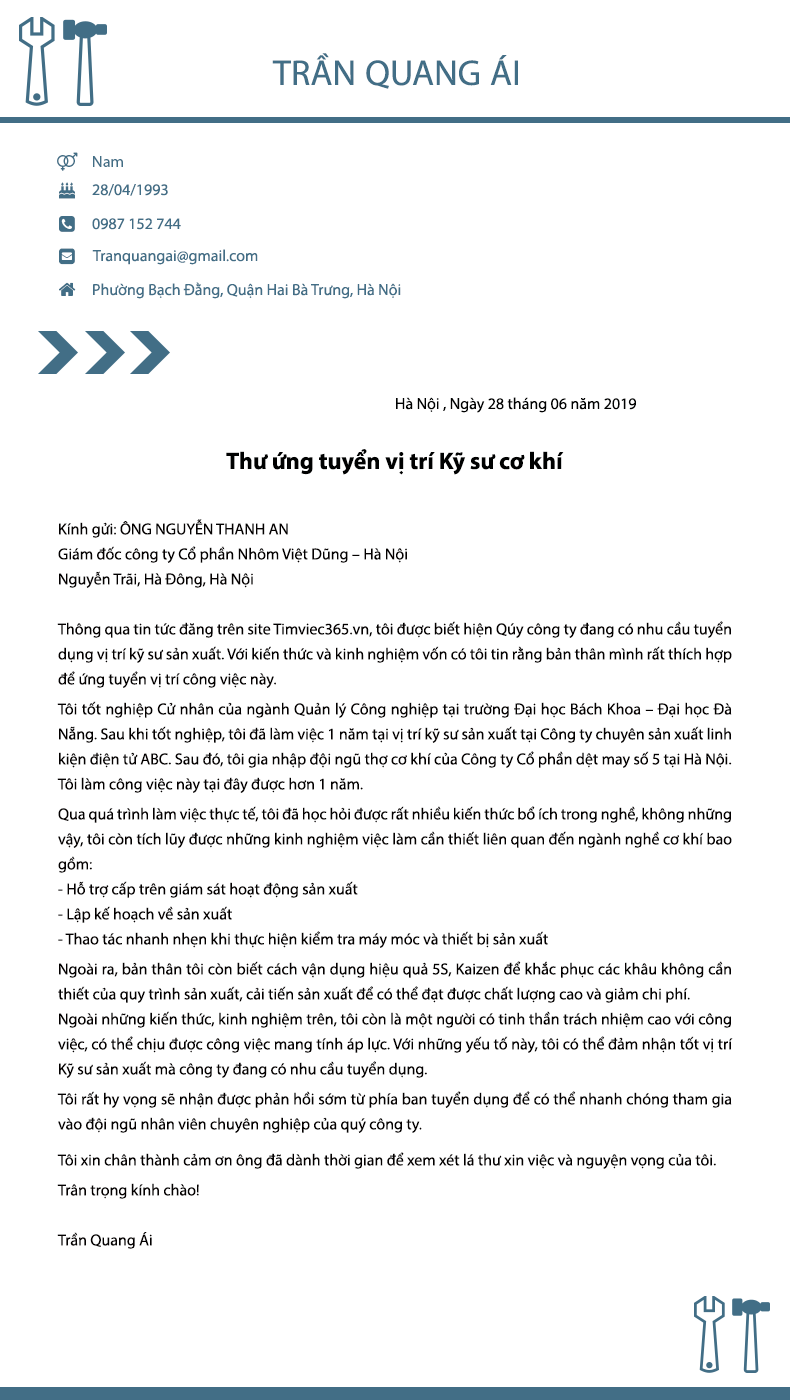 TRẦN QUANG ÁI
Nam
28/04/1993
0987 152 744
Tranquangai@gmail.com
Phường Bạch Đằng, Quận Hai Bà Trưng, Hà Nội
Hà Nội , Ngày 28 tháng 06 năm 2019
Thư ứng tuyển vị trí Kỹ sư cơ khí
Kính gửi: ÔNG NGUYỄN THANH AN
Giám đốc công ty Cổ phần Nhôm Việt Dũng – Hà Nội
Nguyễn Trãi, Hà Đông, Hà Nội
Thông qua tin tức đăng trên site Timviec365.vn, tôi được biết hiện Qúy công ty đang có nhu cầu tuyển
dụng vị trí kỹ sư sản xuất. Với kiến thức và kinh nghiệm vốn có tôi tin rằng bản thân mình rất thích hợp
để ứng tuyển vị trí công việc này.
Tôi tốt nghiệp Cử nhân của ngành Quản lý Công nghiệp tại trường Đại học Bách Khoa – Đại học Đà
Nẵng. Sau khi tốt nghiệp, tôi đã làm việc 1 năm tại vị trí kỹ sư sản xuất tại Công ty chuyên sản xuất linh
kiện điện tử ABC. Sau đó, tôi gia nhập đội ngũ thợ cơ khí của Công ty Cổ phần dệt may số 5 tại Hà Nội.
Tôi làm công việc này tại đây được hơn 1 năm.
Qua quá trình làm việc thực tế, tôi đã học hỏi được rất nhiều kiến thức bổ ích trong nghề, không những
vậy, tôi còn tích lũy được những kinh nghiệm việc làm cần thiết liên quan đến ngành nghề cơ khí bao
gồm:
- Hỗ trợ cấp trên giám sát hoạt động sản xuất
- Lập kế hoạch về sản xuất
- Thao tác nhanh nhẹn khi thực hiện kiểm tra máy móc và thiết bị sản xuất
Ngoài ra, bản thân tôi còn biết cách vận dụng hiệu quả 5S, Kaizen để khắc phục các khâu không cần
thiết của quy trình sản xuất, cải tiến sản xuất để có thể đạt được chất lượng cao và giảm chi phí.
Ngoài những kiến thức, kinh nghiệm trên, tôi còn là một người có tinh thần trách nhiệm cao với công
việc, có thể chịu được công việc mang tính áp lực. Với những yếu tố này, tôi có thể đảm nhận tốt vị trí
Kỹ sư sản xuất mà công ty đang có nhu cầu tuyển dụng.
Tôi rất hy vọng sẽ nhận được phản hồi sớm từ phía ban tuyển dụng để có thể nhanh chóng tham gia
vào đội ngũ nhân viên chuyên nghiệp của quý công ty.
Tôi xin chân thành cảm ơn ông đã dành thời gian để xem xét lá thư xin việc và nguyện vọng của tôi.
Trân trọng kính chào!
Trần Quang Ái